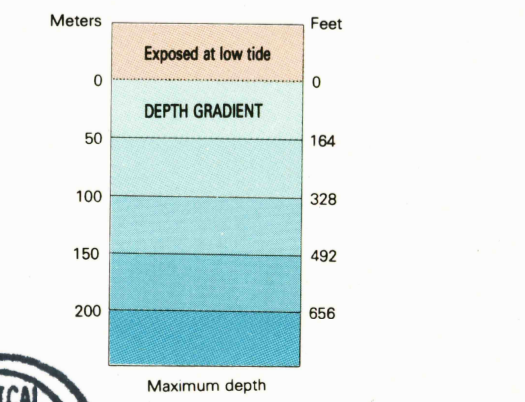 Meters Feet
Exposed at low tide
0 0
DEPTH GRADIENT
50 164
100 328
150 492
200 656
Maximum depth